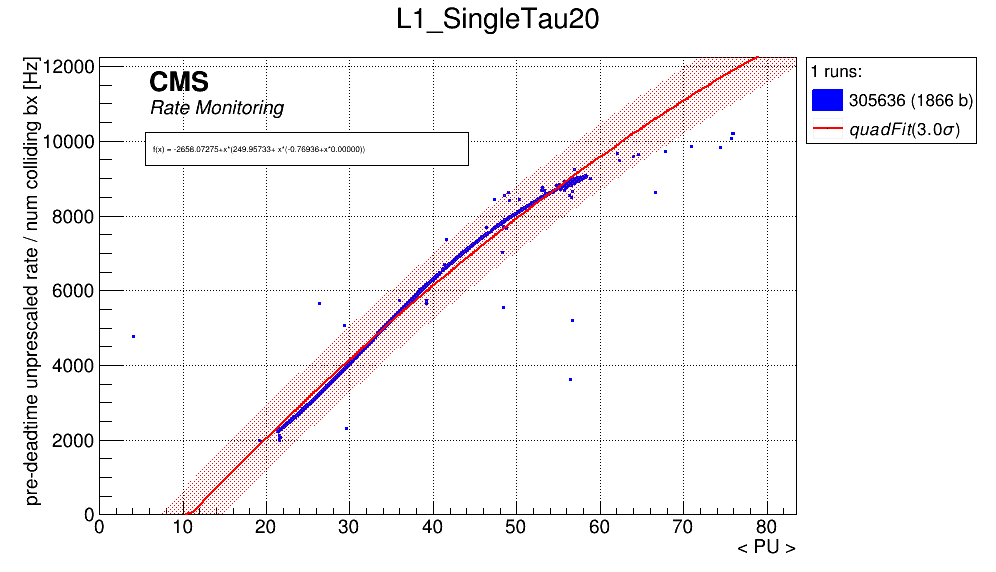 L1_SingleTau20
pre-deadtime unprescaled rate / num colliding bx [Hz]
12000
10000
8000
6000
4000
2000
0
CMS
Rate Monitoring
f(x) = -2658.07275+x*(249.95733+ x*(-0.76936+x*0.00000))
1 runs:
305636 (1866 b)
quadFit(3.0σ)
0 10 20 30 40 50 60 70 80
< PU >